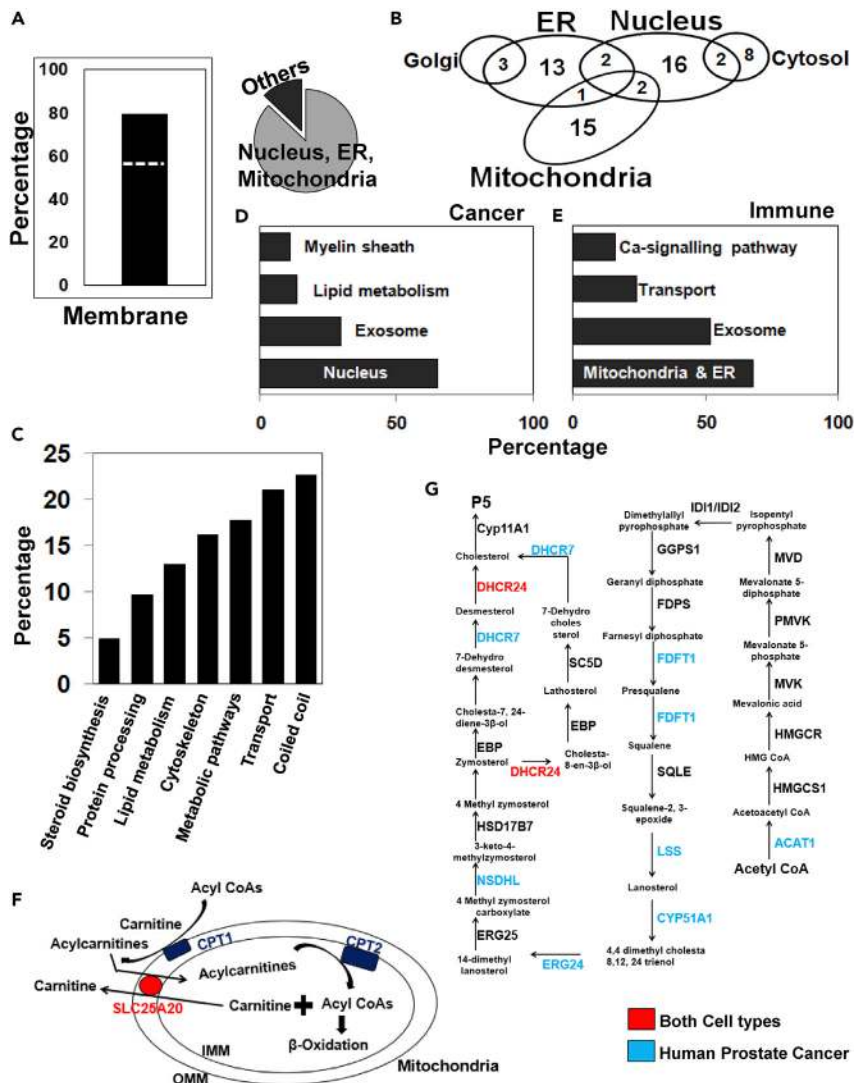 A
100
80
60
40
20
0
Percentage
Membrane
Others
Nucleus, ER,
Mitochondria
B
ER
Nucleus
Golgi
Cytosol
3
13
2
16
2
8
1
2
15
Mitochondria
D
Cancer
Myelin sheath
Lipid metabolism
Exosome
Nucleus
0
50
100
E
Immune
Ca-signalling pathway
Transport
Exosome
Mitochondria & ER
0
50
100
Percentage
C
25
20
15
10
5
0
Percentage
Steroid biosynthesis
Protein processing
Lipid metabolism
Cytoskeleton
Metabolic pathways
Transport
Coiled coil
F
Acyl CoAs
Carnitine
CPT1
Acylcarnitines
CPT2
Acylcarnitines
Carnitine
SLC25A20
Carnitine
+
Acyl CoAs
β-Oxidation
IMM
OMM
Mitochondria
G
P5
Cyp11A1
Cholesterol
DHCR7
DHCR24
Desmesterol
DHCR7
7-Dehydro
desmesterol
Cholesta-7, 24-
diene-3β-ol
EBP
Zymosterol
DHCR24
4 Methyl zymosterol
HSD17B7
3-keto-4-
methylzymosterol
NSDHL
4 Methyl zymosterol
carboxylate
ERG25
14-dimethyl
lanosterol
ERG24
7-Dehydro
choles
sterol
SC5D
Lathosterol
EBP
Cholesta-
8-en-3β-ol
IDI1/IDI2
Dimethylallyl
pyrophosphate
GGPS1
Geranyl diphosphate
FDPS
Farnesyl diphosphate
FDFT1
Presqualene
FDFT1
Squalene
SQLE
Squalene-2, 3-
epoxide
LSS
Lanosterol
CYP51A1
4,4 dimethyl cholesta
8,12, 24 trienol
Isopentyl
pyrophosphate
MVD
Mevalonate 5-
diphosphate
PMVK
Mevalonate 5-
phosphate
MVK
Mevalonic acid
HMGCR
HMG CoA
HMGCS1
Acetoacetyl CoA
ACAT1
Acetyl CoA
Both Cell types
Human Prostate Cancer